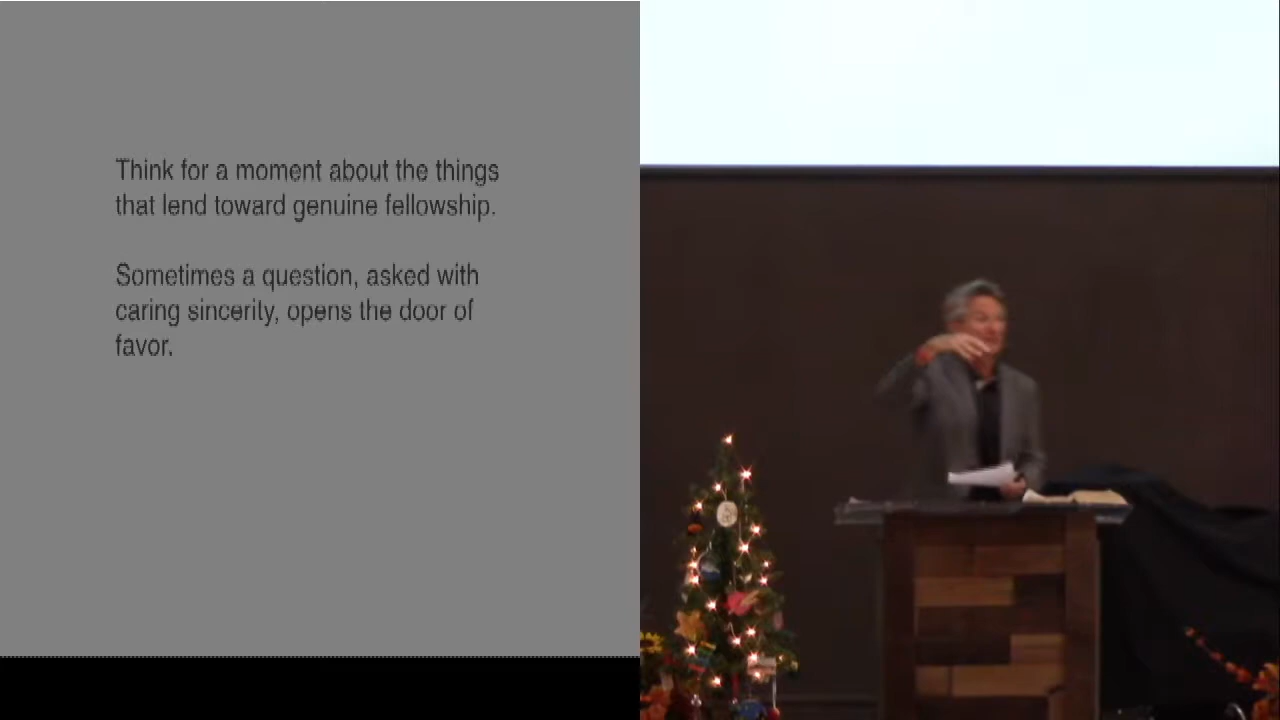 Think for a moment about the things
that lend toward genuine fellowship.
Sometimes a question, asked with
caring sincerity, opens the door of
favor.